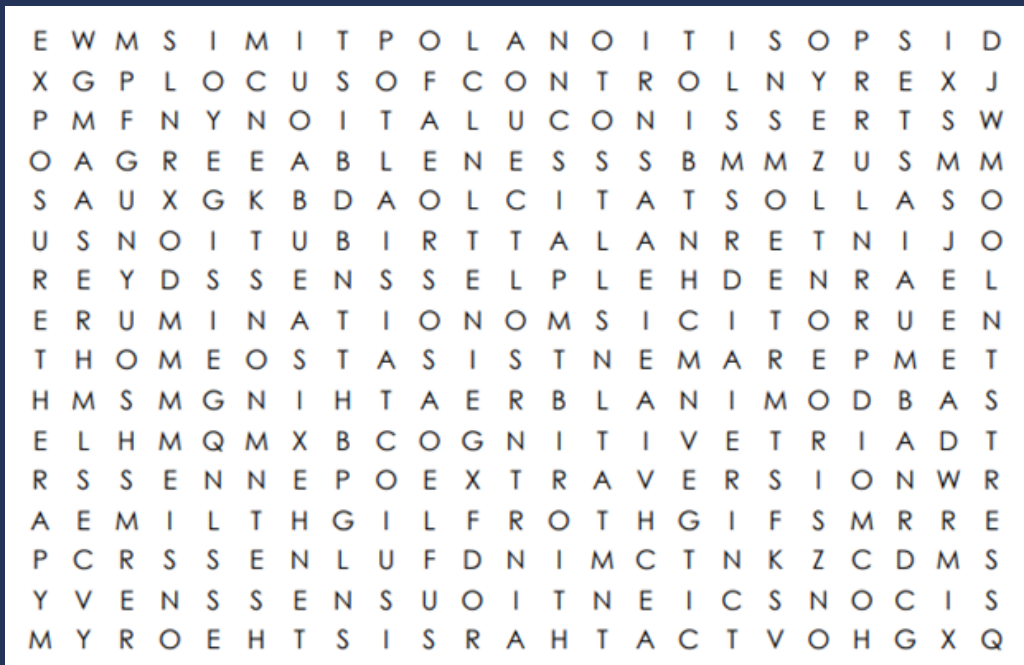 E W M S I M I T P O L A N O I T I S O P S I D
X G P L O C U S O F C O N T R O L N Y R E X J
P M F N Y N O I T A L U C O N I S S E R T S W
O A G R E E A B L E N E S S S B M M Z U S M M
S A U X G K B D A O L C I T A T S O L L A S O
U S N O I T U B I R T T A L A N R E T N I J O
R E Y D S S E N S S E L P L E H D E N R A E L
E R U M I N A T I O N O M S I C I T O R U E N
T H O M E O S T A S I S T N E M A R E P M E T
H M S M G N I H T A E R B L A N I M O D B A S
E L H M Q M X B C O G N I T I V E T R I A D T
R S S E N N E P O E X T R A V E R S I O N W R
A E M I L T H G I L F R O T H G I F S M R R E
P C R S S E N L U F D N I M C T N K Z C D M S
Y V E N S S E N S U O I T N E I C S N O C I S
M Y R O E H T S I S R A H T A C T V O H G X Q